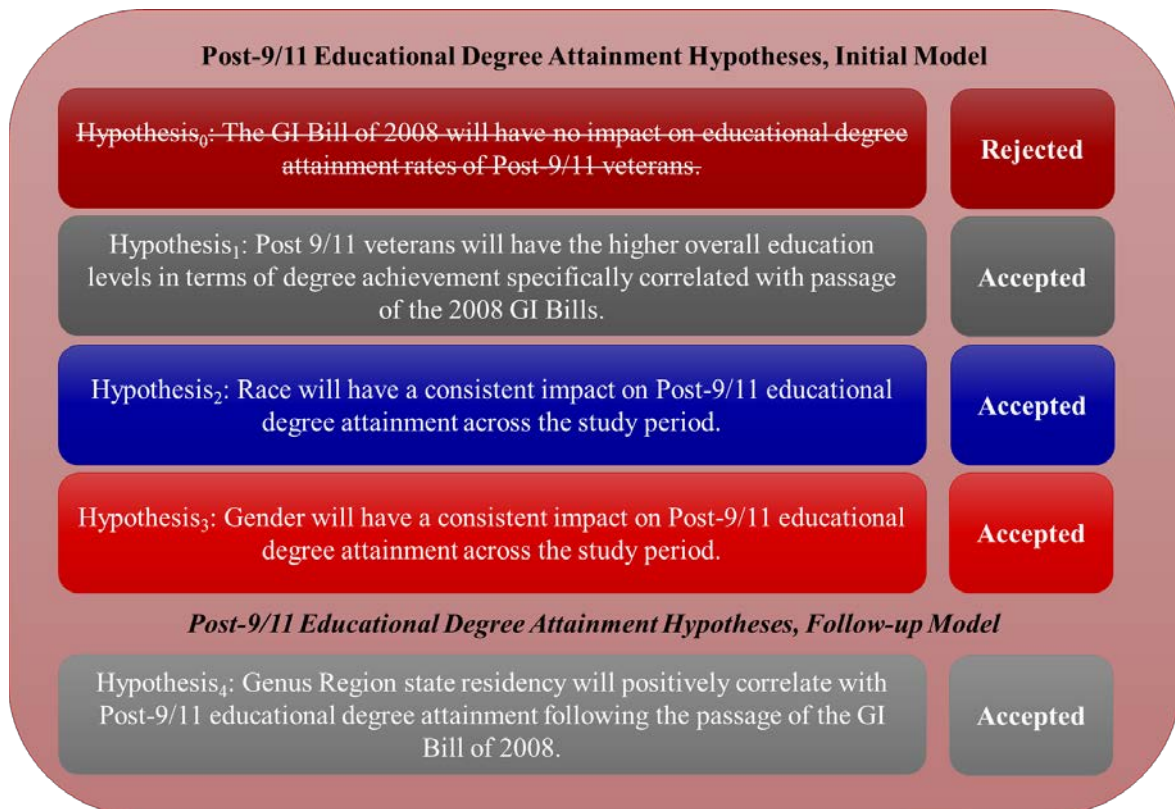 Post-9/11 Educational Degree Attainment Hypotheses, Initial Model
Hypothesis₀: The GI Bill of 2008 will have no impact on educational degree
attainment rates of Post-9/11 veterans.
Rejected
Hypothesis₁: Post 9/11 veterans will have the higher overall education
levels in terms of degree achievement specifically correlated with passage
of the 2008 GI Bills.
Accepted
Hypothesis₂: Race will have a consistent impact on Post-9/11 educational
degree attainment across the study period.
Accepted
Hypothesis₃: Gender will have a consistent impact on Post-9/11 educational
degree attainment across the study period.
Accepted
Post-9/11 Educational Degree Attainment Hypotheses, Follow-up Model
Hypothesis₄: Genus Region state residency will positively correlate with
Post-9/11 educational degree attainment following the passage of the GI
Bill of 2008.
Accepted